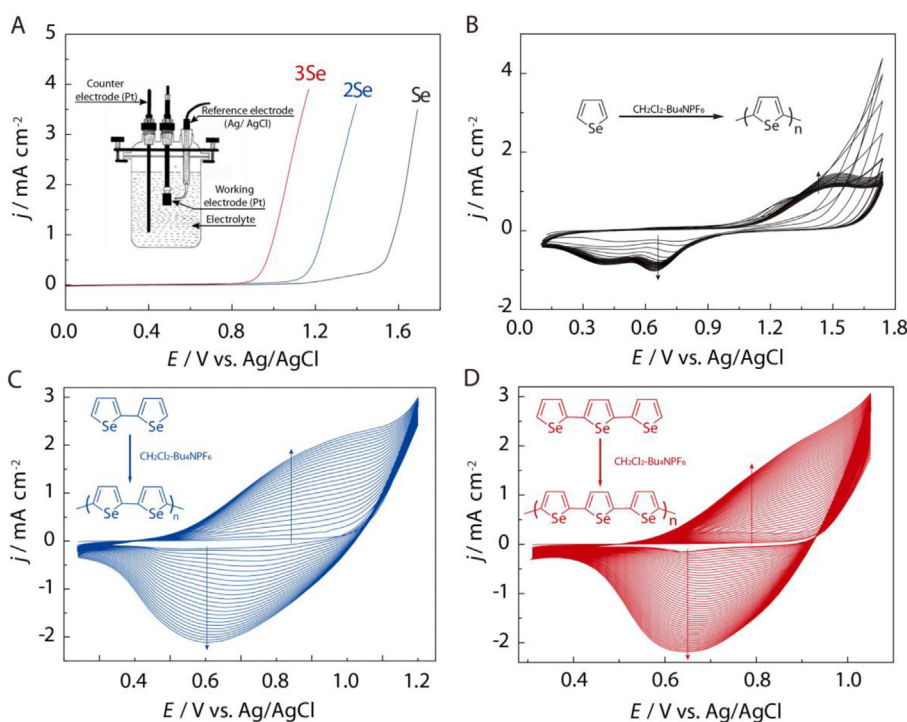 A
j / mA cm⁻²
5
4
3
2
1
0
0.0
0.4
0.8
1.2
1.6
E / V vs. Ag/AgCl
3Se
2Se
Se
Counter
electrode (Pt)
Reference electrode
(Ag/ AgCl)
Working
electrode (Pt)
Electrolyte
B
j / mA cm⁻²
6
4
2
0
-2
0.0
0.3
0.6
0.9
1.2
1.5
1.8
E / V vs. Ag/AgCl
Se
CH₂Cl₂-Bu₄NPF₆
Se
n
C
j / mA cm⁻²
3
2
1
0
-1
-2
0.4
0.6
0.8
1.0
1.2
E / V vs. Ag/AgCl
Se Se
CH₂Cl₂-Bu₄NPF₆
Se Se
n
D
j / mA cm⁻²
3
2
1
0
-1
-2
0.4
0.6
0.8
1.0
E / V vs. Ag/AgCl
Se Se Se
CH₂Cl₂-Bu₄NPF₆
Se Se Se
n